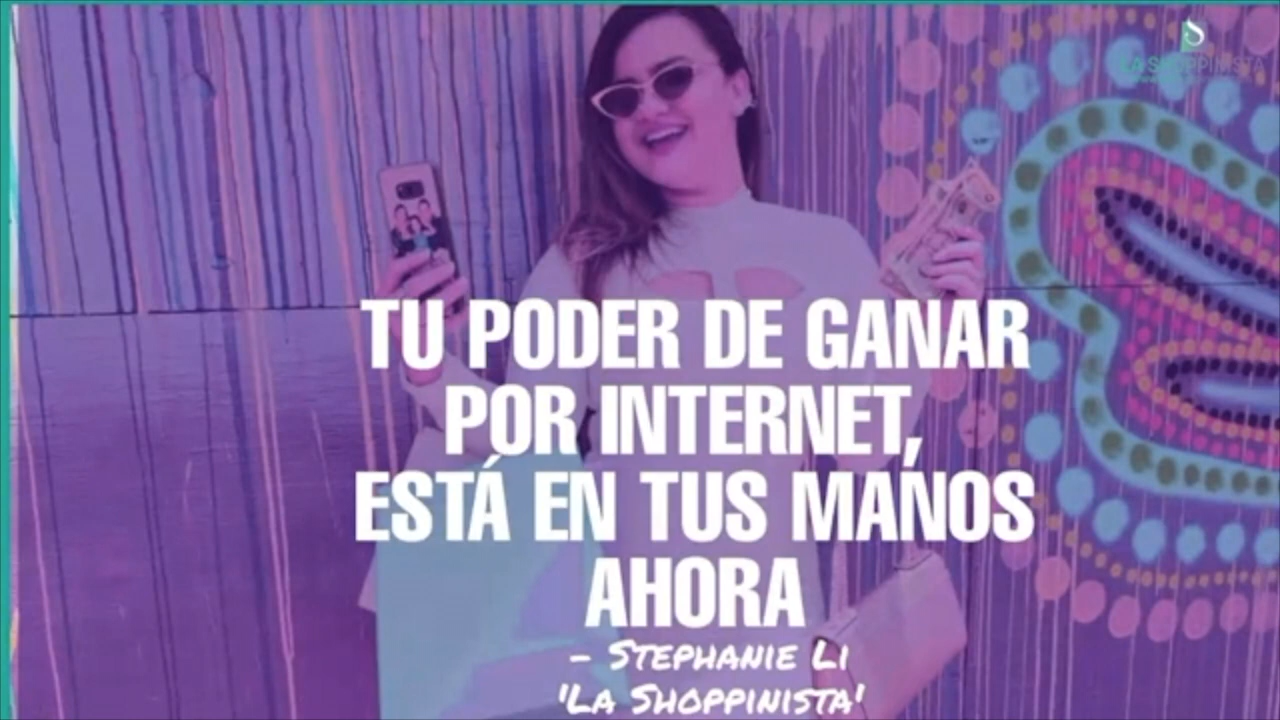 LA SHOPPINISTA
TU PODER DE GANAR
POR INTERNET,
ESTÁ EN TUS MANOS
AHORA
- STEPHANIE LI
'LA SHOPPINISTA'